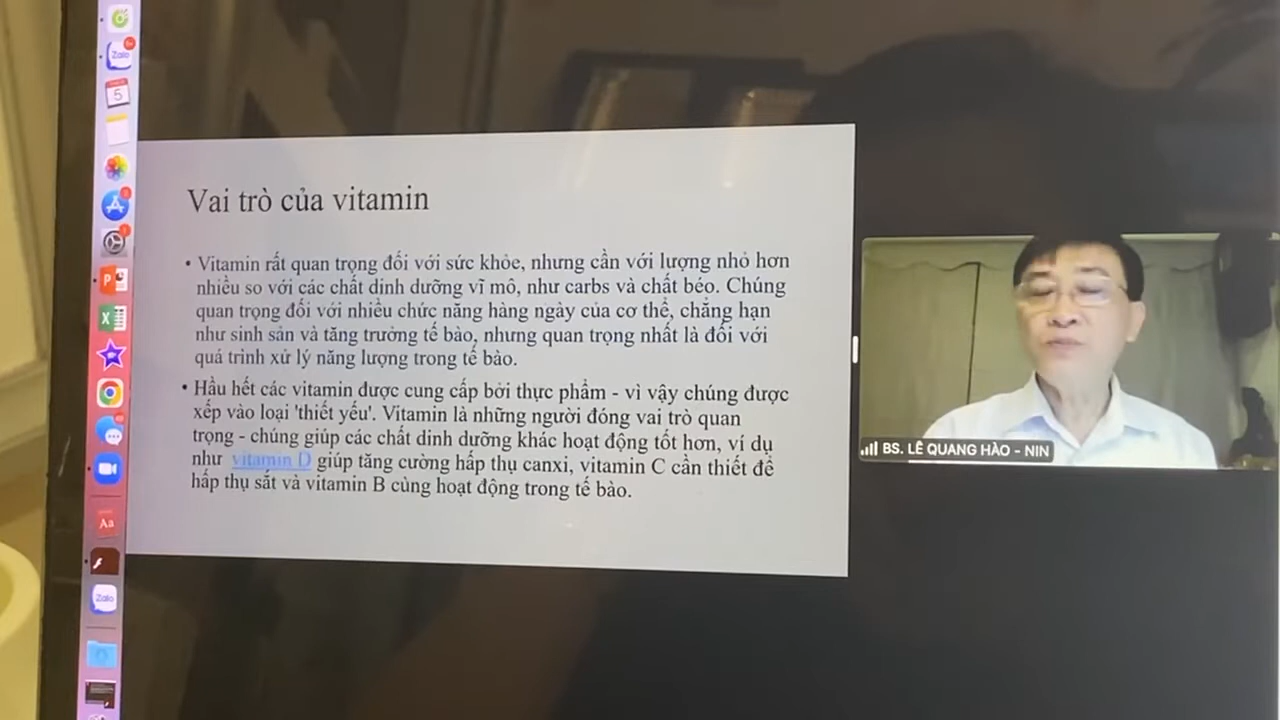 Zalo
5
Vai trò của vitamin
• Vitamin rất quan trọng đối với sức khỏe, nhưng cần với lượng nhỏ hơn
nhiều so với các chất dinh dưỡng vĩ mô, như carbs và chất béo. Chúng
quan trọng đối với nhiều chức năng hàng ngày của cơ thể, chẳng hạn
như sinh sản và tăng trưởng tế bào, nhưng quan trọng nhất là đối với
quá trình xử lý năng lượng trong tế bào.
• Hầu hết các vitamin được cung cấp bởi thực phẩm - vì vậy chúng được
xếp vào loại 'thiết yếu'. Vitamin là những người đóng vai trò quan
trọng - chúng giúp các chất dinh dưỡng khác hoạt động tốt hơn, ví dụ
như vitamin D giúp tăng cường hấp thụ canxi, vitamin C cần thiết để
hấp thụ sắt và vitamin B cùng hoạt động trong tế bào.
BS. LÊ QUANG HÀO - NIN
P
X
Aa
Zalo